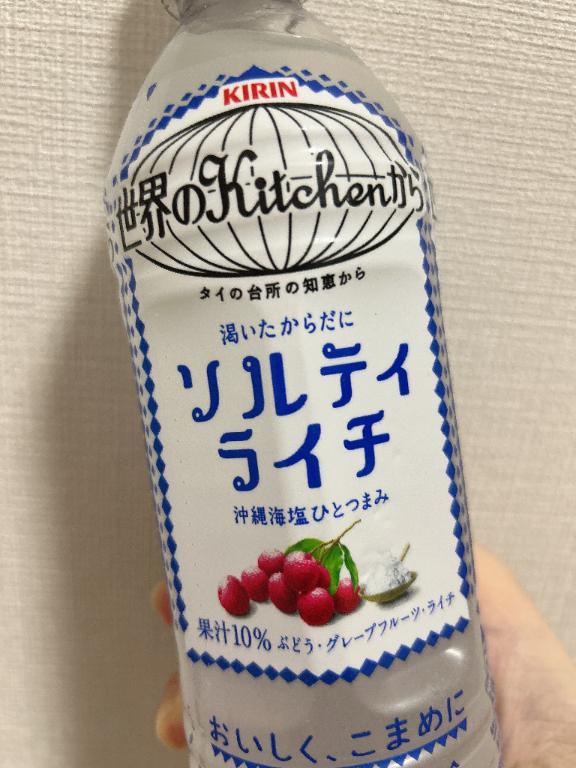 KIRIN
世界のKitchenから
タイの台所の知恵から
渇いたからだに
ソルティ
ライチ
沖縄海塩ひとつまみ
果汁10% ぶどう・グレープフルーツ・ライチ
おいしく、こまめに